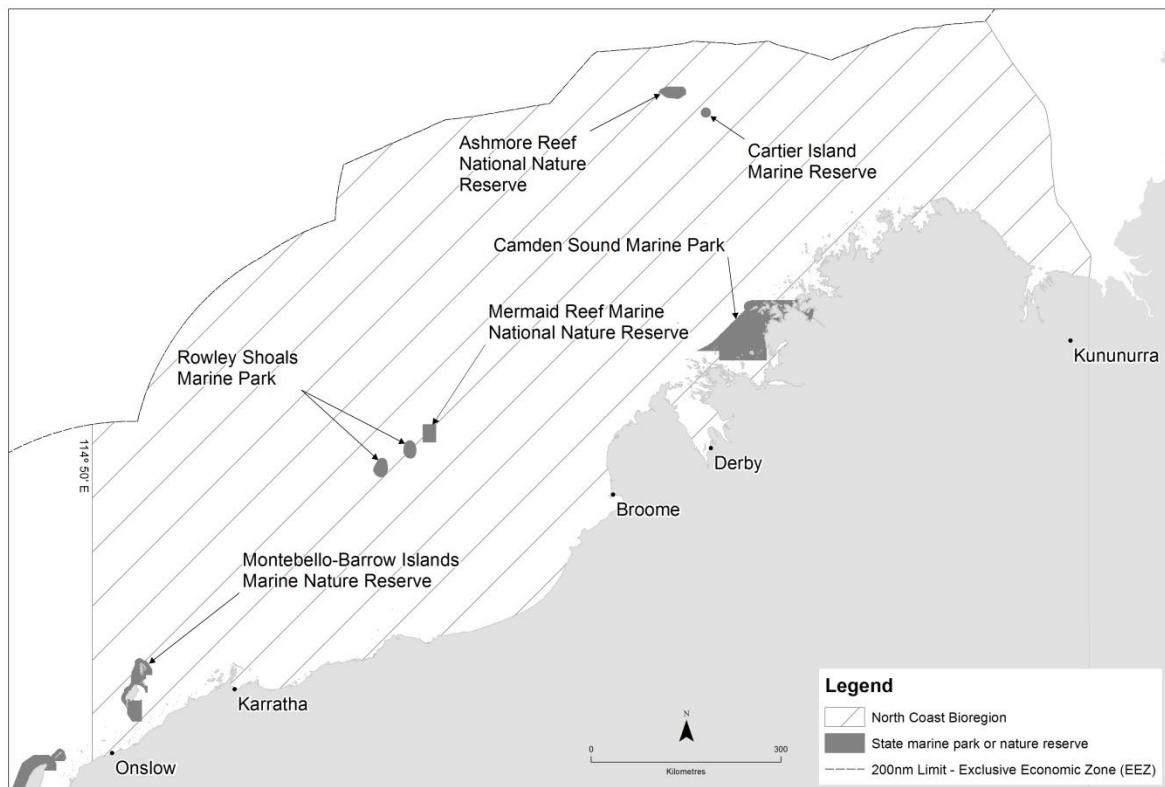 Ashmore Reef
National Nature
Reserve
Cartier Island
Marine Reserve
Camden Sound Marine Park
Mermaid Reef Marine
National Nature Reserve
Rowley Shoals
Marine Park
Kununurra
114° 50' E
Derby
Broome
Montebello-Barrow Islands
Marine Nature Reserve
Karratha
Onslow
N
0 300
Kilometres
Legend
North Coast Bioregion
State marine park or nature reserve
200nm Limit - Exclusive Economic Zone (EEZ)